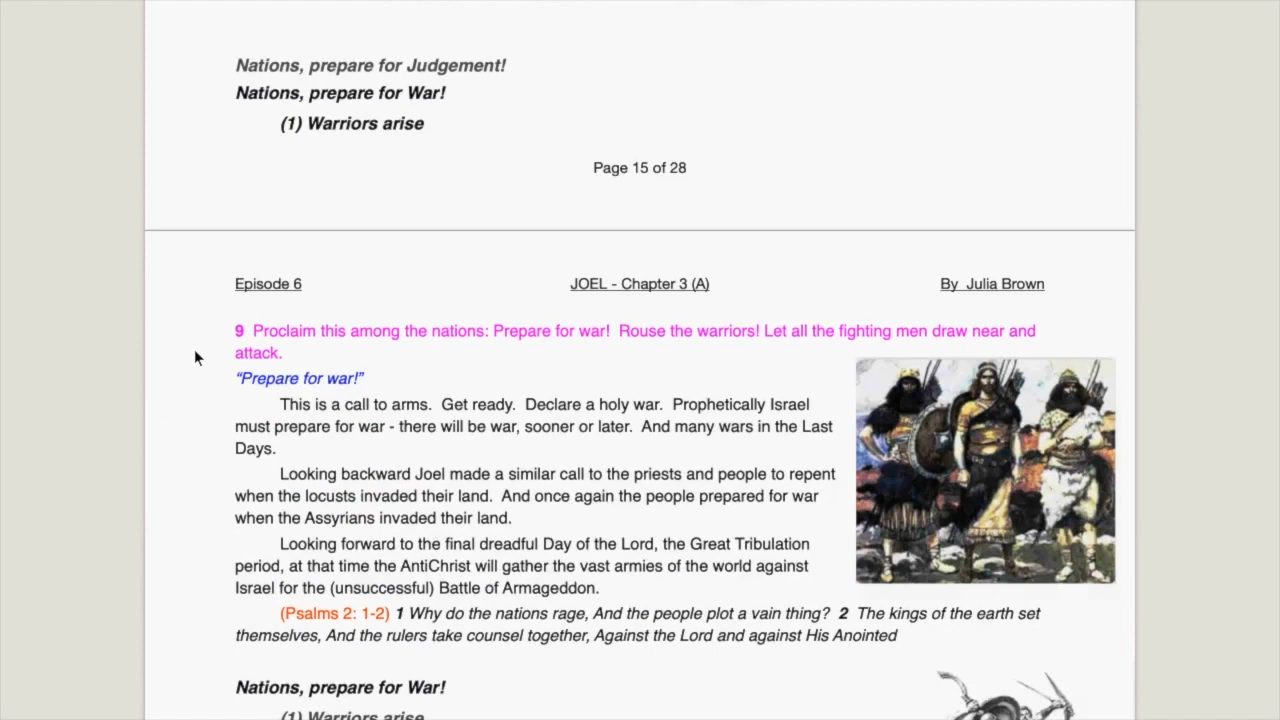 Nations, prepare for Judgement!
Nations, prepare for War!
(1) Warriors arise
Page 15 of 28
Episode 6 JOEL - Chapter 3 (A) By Julia Brown
9 Proclaim this among the nations: Prepare for war! Rouse the warriors! Let all the fighting men draw near and
attack.
“Prepare for war!”
This is a call to arms. Get ready. Declare a holy war. Prophetically Israel
must prepare for war - there will be war, sooner or later. And many wars in the Last
Days.
Looking backward Joel made a similar call to the priests and people to repent
when the locusts invaded their land. And once again the people prepared for war
when the Assyrians invaded their land.
Looking forward to the final dreadful Day of the Lord, the Great Tribulation
period, at that time the AntiChrist will gather the vast armies of the world against
Israel for the (unsuccessful) Battle of Armageddon.
(Psalms 2: 1-2) 1 Why do the nations rage, And the people plot a vain thing? 2 The kings of the earth set
themselves, And the rulers take counsel together, Against the Lord and against His Anointed
Nations, prepare for War!
(1) Warriors arise